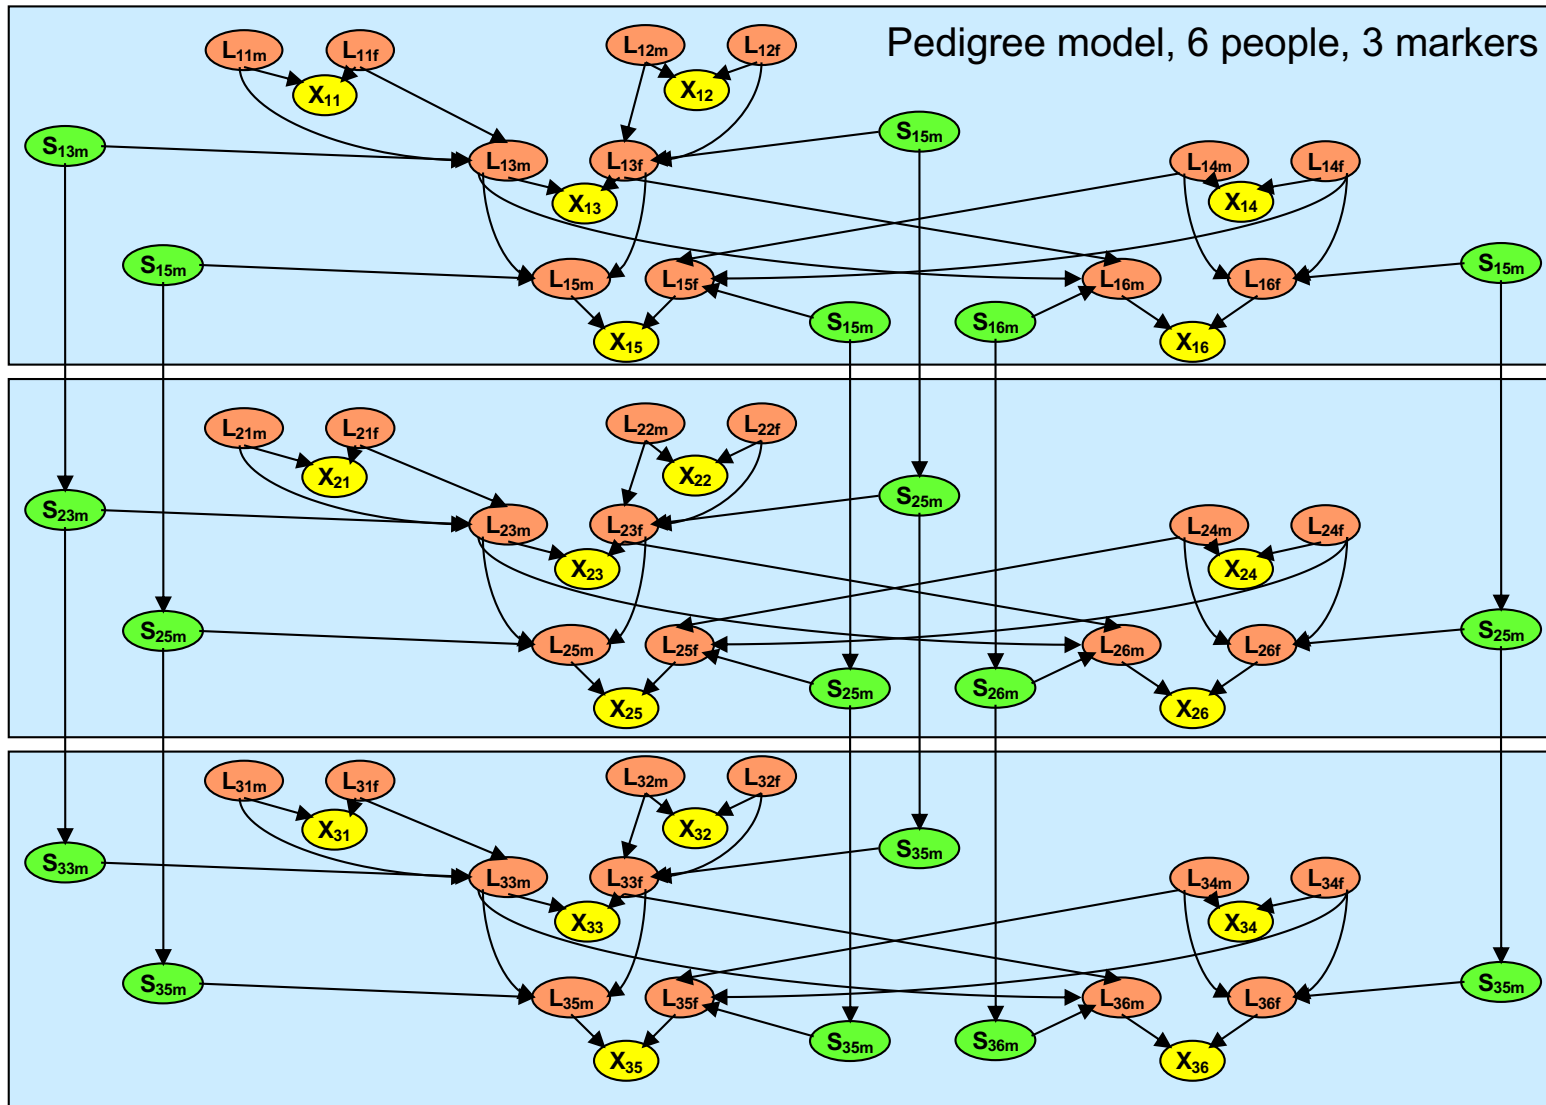 Pedigree model, 6 people, 3 markers
L11m L11f L12m L12f
X11 X12
S13m S15m
L13m L13f L14m L14f
X13 X14
S15m L15m L15f L16m L16f S15m
S15m S16m
X15 X16
L21m L21f L22m L22f
X21 X22
S23m S25m
L23m L23f L24m L24f
X23 X24
S25m L25m L25f L26m L26f S25m
S25m S26m
X25 X26
L31m L31f L32m L32f
X31 X32
S33m S35m
L33m L33f L34m L34f
X33 X34
S35m L35m L35f L36m L36f S35m
S35m S36m
X35 X36